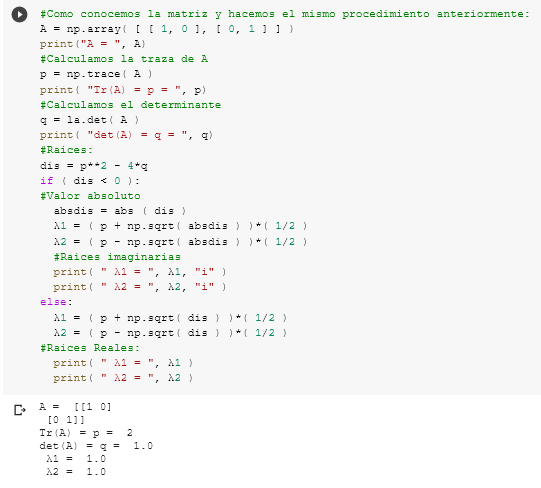 #Como conocemos la matriz y hacemos el mismo procedimiento anteriormente:
A = np.array( [ [ 1, 0 ], [ 0, 1 ] ] )
print("A = ", A)
#Calculamos la traza de A
p = np.trace( A )
print( "Tr(A) = p = ", p)
#Calculamos el determinante
q = la.det( A )
print( "det(A) = q = ", q)
#Raices:
dis = p**2 - 4*q
if ( dis < 0 ):
#Valor absoluto
  absdis = abs ( dis )
  λ1 = ( p + np.sqrt( absdis ) )*( 1/2 )
  λ2 = ( p - np.sqrt( absdis ) )*( 1/2 )
  #Raices imaginarias
  print( " λ1 = ", λ1, "i" )
  print( " λ2 = ", λ2, "i" )
else:
  λ1 = ( p + np.sqrt( dis ) )*( 1/2 )
  λ2 = ( p - np.sqrt( dis ) )*( 1/2 )
#Raices Reales:
  print( " λ1 = ", λ1 )
  print( " λ2 = ", λ2 )
A =  [[1 0]
 [0 1]]
Tr(A) = p =  2
det(A) = q =  1.0
 λ1 =  1.0
 λ2 =  1.0